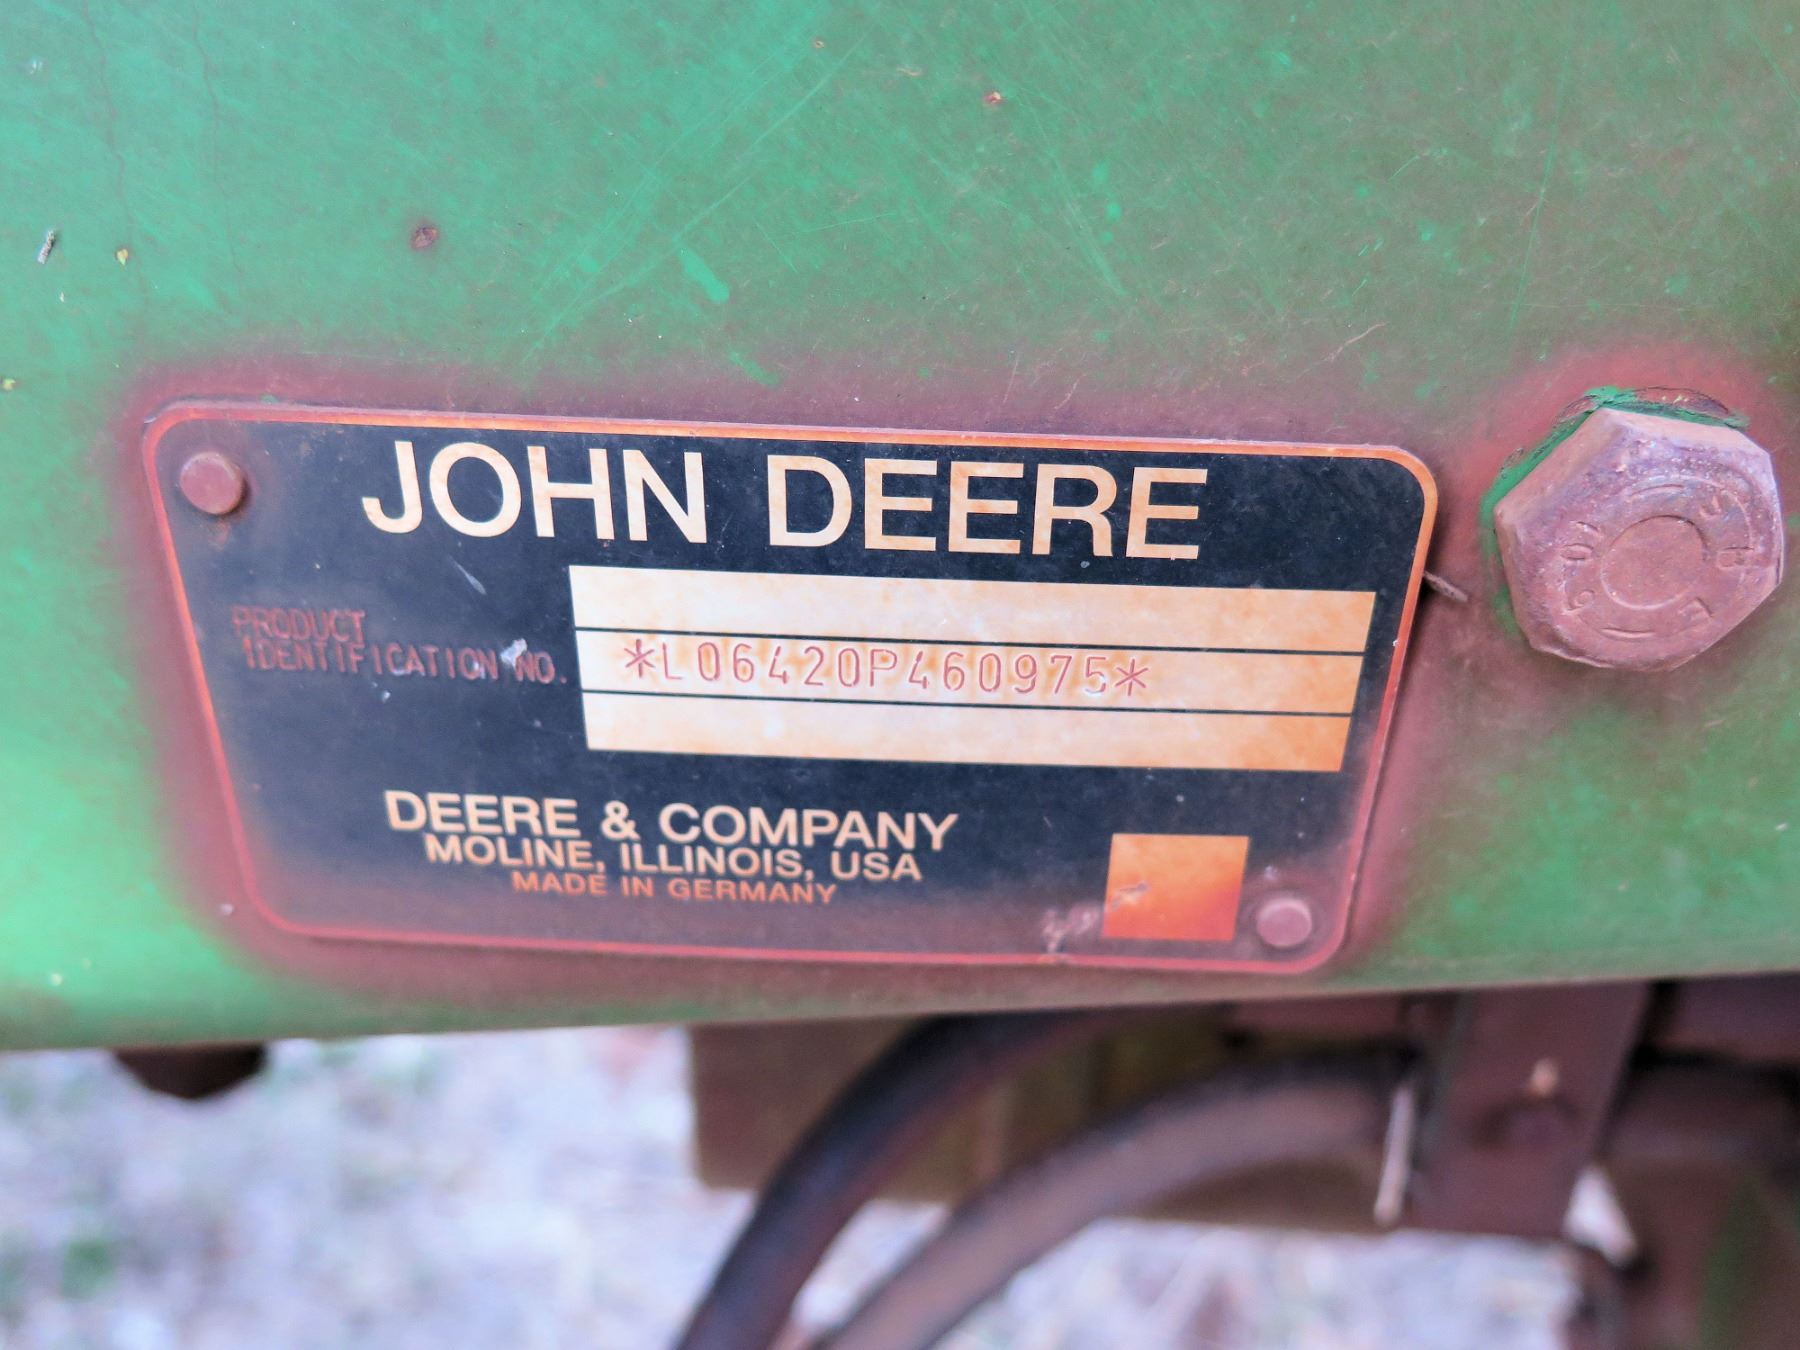 JOHN DEERE
PRODUCT
IDENTIFICATION NO.
*L06420P460975*
DEERE & COMPANY
MOLINE, ILLINOIS, USA
MADE IN GERMANY